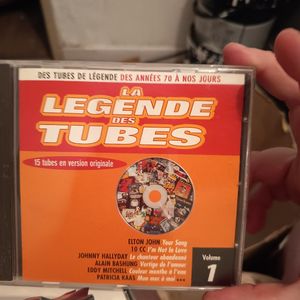 DES TUBES DE LÉGENDE DES ANNÉES 70 À NOS JOURS
LA
LEGENDE
DES
TUBES
15 tubes en version originale
ELTON JOHN Your Song
10 CC I'm Not In Love
JOHNNY HALLYDAY Le chanteur abandonné
ALAIN BASHUNG Vertige de l'amour
EDDY MITCHELL Couleur menthe à l'eau
PATRICIA KAAS Mon mec à moi ...
Volume
1